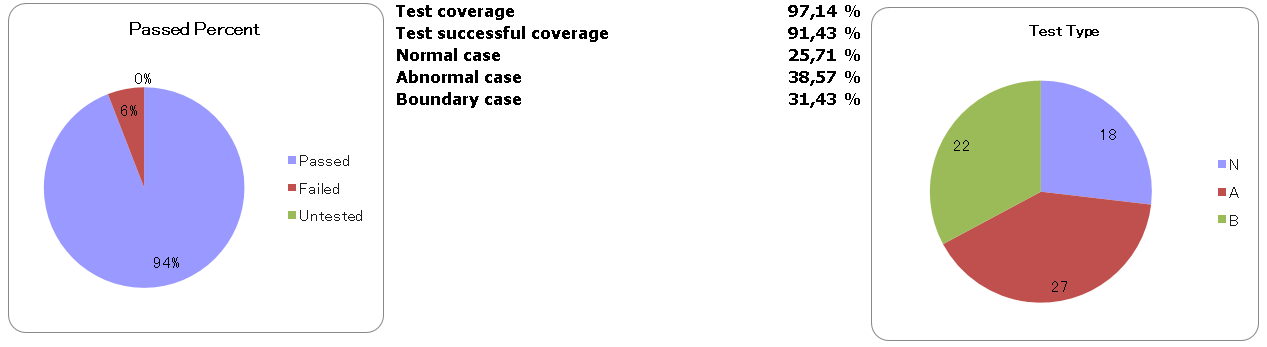 Passed Percent
0%
6%
94%
Passed
Failed
Untested
Test coverage 97,14 %
Test successful coverage 91,43 %
Normal case 25,71 %
Abnormal case 38,57 %
Boundary case 31,43 %
Test Type
18
22
27
N
A
B